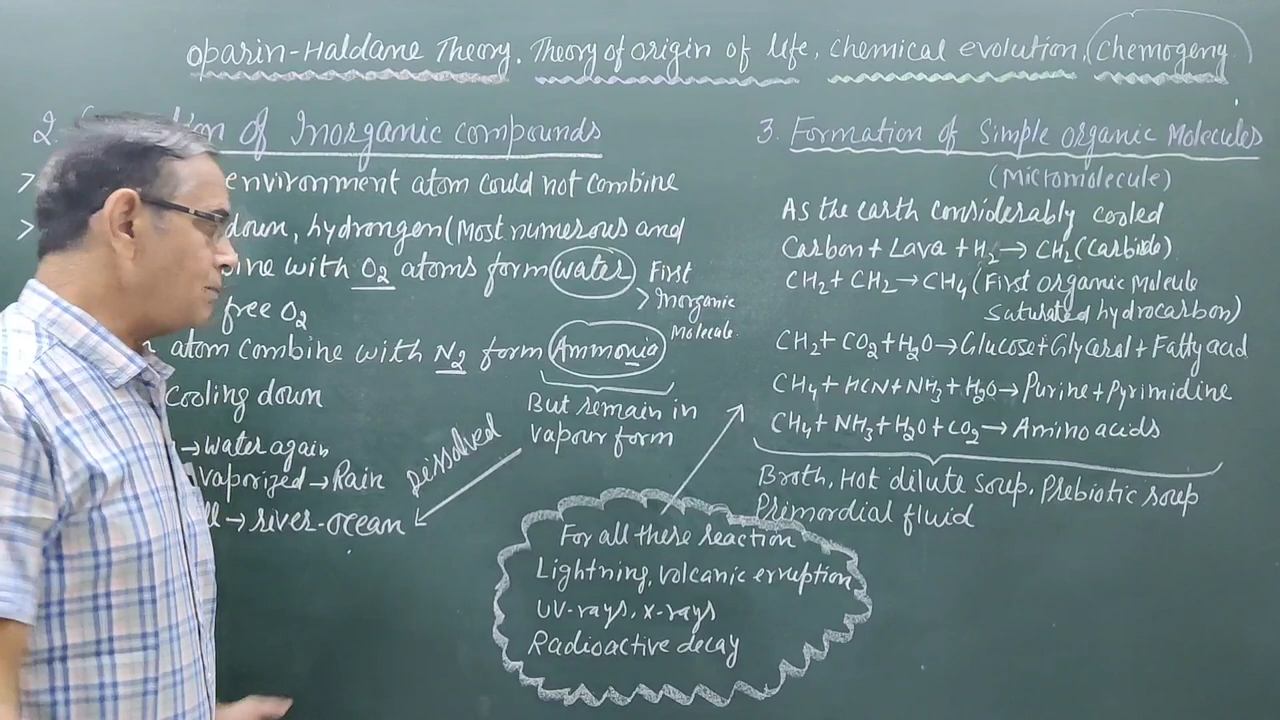 Oparin-Haldane Theory. Theory of origin of life, chemical evolution, Chemogeny
2. tion of Inorganic compounds
> environment atom could not combine
> down, hydrongen (Most numerous and
ine with O2 atoms form water
> First Inorganic Molecule.
free O2
atom combine with N2 form Ammonia
But remain in
vapour form
Cooling down
→ Water again
Vaporized → Rain
ll → river-ocean
Dissolved
3. Formation of Simple organic Molecules
(Micromolecule)
As the earth considerably cooled
Carbon + Lava + H2 → CH2 (Carbide)
CH2 + CH2 → CH4 (First organic Molecule
Saturated hydrocarbon)
CH2 + CO2 + H2O → Glucose + Glycerol + Fatty acid
CH4 + HCN + NH3 + H2O → Purine + Pyrimidine
CH4 + NH3 + H2O + CO2 → Amino acids
Broth, Hot dilute soup, Prebiotic soup
Primordial fluid
For all these reaction
Lightning, volcanic erruption
UV-rays, x-rays
Radioactive decay